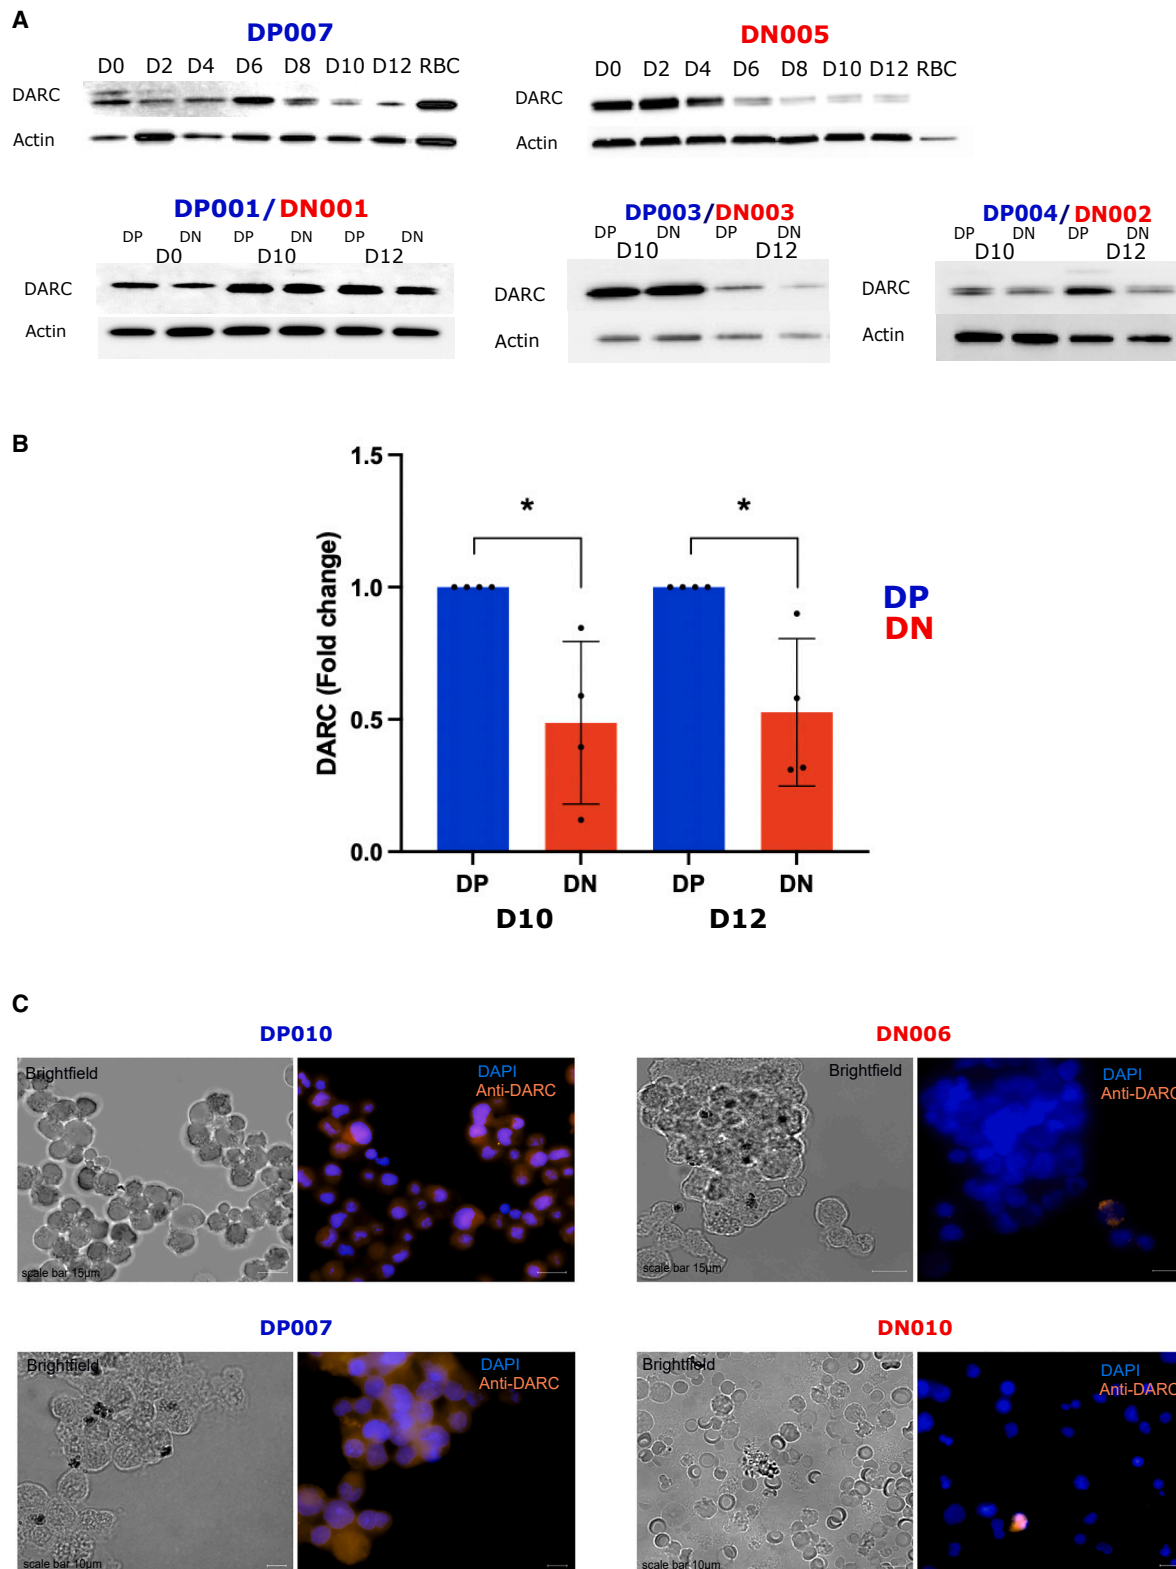 A
DP007
D0 D2 D4 D6 D8 D10 D12 RBC
DARC
Actin
DN005
D0 D2 D4 D6 D8 D10 D12 RBC
DARC
Actin
DP001/DN001
DP DN DP DN DP DN
D0 D10 D12
DARC
Actin
DP003/DN003
DP DN DP DN
D10 D12
DARC
Actin
DP004/DN002
DP DN DP DN
D10 D12
DARC
Actin
B
DARC (Fold change)
1.5
1.0
0.5
0.0
* *
DP DN DP DN
D10 D12
DP
DN
C
DP010
Brightfield
scale bar 15µm
DAPI
Anti-DARC
DN006
Brightfield
scale bar 15µm
DAPI
Anti-DARC
DP007
Brightfield
scale bar 10µm
DAPI
Anti-DARC
DN010
Brightfield
scale bar 10µm
DAPI
Anti-DARC